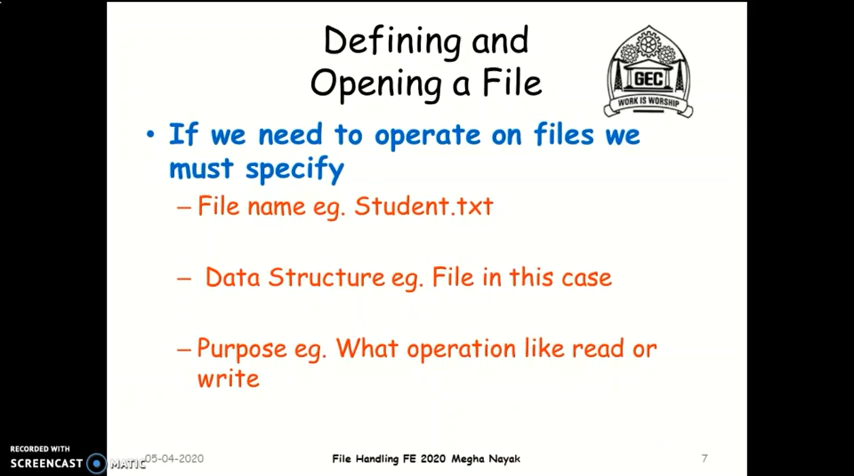 Defining and
Opening a File
GEC
WORK IS WORSHIP
• If we need to operate on files we
must specify
– File name eg. Student.txt
– Data Structure eg. File in this case
– Purpose eg. What operation like read or
write
RECORDED WITH
SCREENCAST MATIC
05-04-2020
File Handling FE 2020 Megha Nayak
7